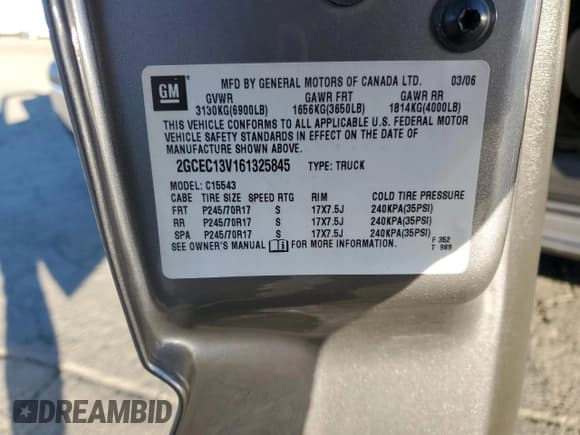 GM
MFD BY GENERAL MOTORS OF CANADA LTD. 03/06
GVWR GAWR FRT GAWR RR
3130KG(6900LB) 1656KG(3650LB) 1814KG(4000LB)
THIS VEHICLE CONFORMS TO ALL APPLICABLE U.S. FEDERAL MOTOR
VEHICLE SAFETY STANDARDS IN EFFECT ON THE DATE OF
MANUFACTURE SHOWN ABOVE.
2GCEC13V161325845 TYPE: TRUCK
MODEL: C15543
CABE TIRE SIZE SPEED RTG RIM COLD TIRE PRESSURE
FRT P245/70R17 S 17X7.5J 240KPA(35PSI)
RR P245/70R17 S 17X7.5J 240KPA(35PSI)
SPA P245/70R17 S 17X7.5J 240KPA(35PSI)
SEE OWNER'S MANUAL FOR MORE INFORMATION.
F 352
T 989
DREAMBID